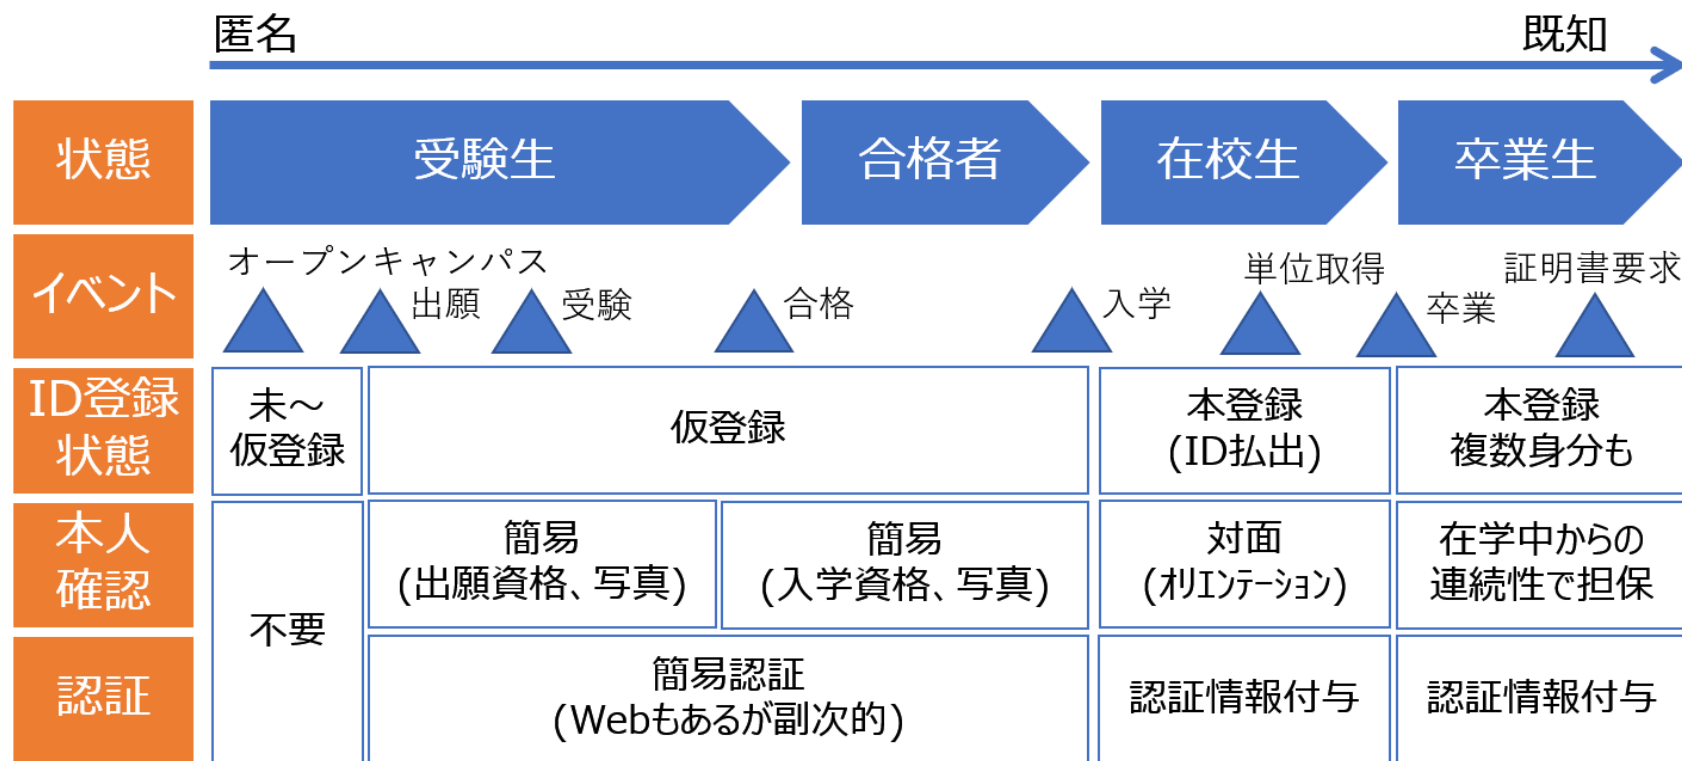 匿名
既知
状態
受験生
合格者
在校生
卒業生
イベント
オープンキャンパス
出願
受験
合格
入学
単位取得
卒業
証明書要求
ID登録
状態
未～
仮登録
仮登録
本登録
(ID払出)
本登録
複数身分も
本人
確認
不要
簡易
(出願資格、写真)
簡易
(入学資格、写真)
対面
(ｵﾘｴﾝﾃｰｼｮﾝ)
在学中からの
連続性で担保
認証
簡易認証
(Webもあるが副次的)
認証情報付与
認証情報付与